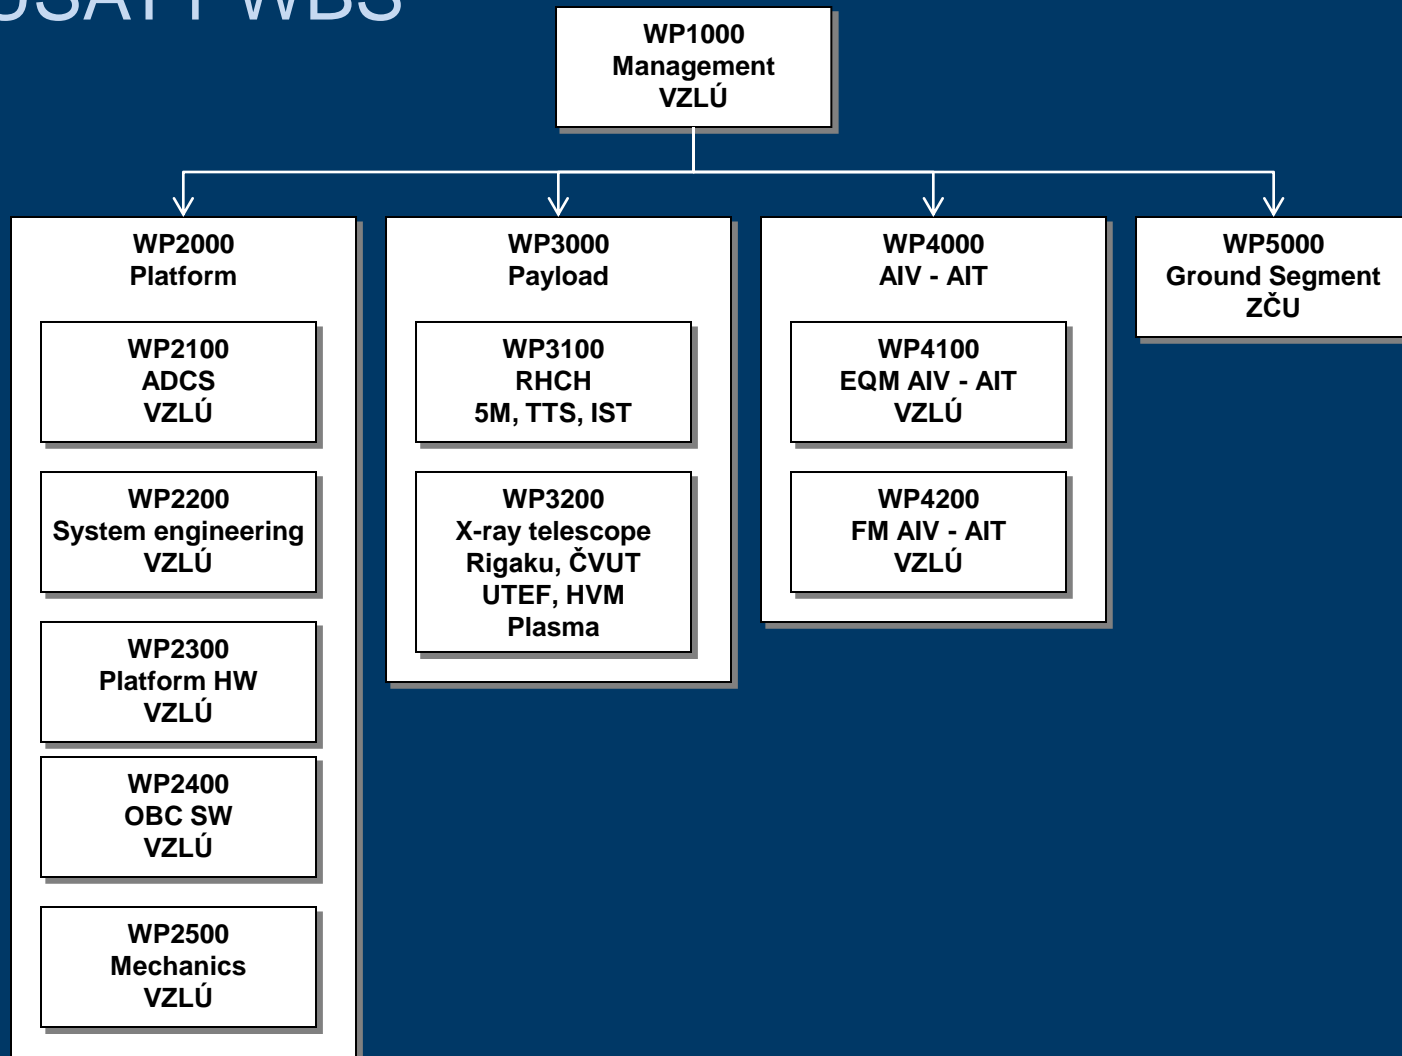 WBS
WP1000
Management
VZLÚ
WP2000
Platform
WP2100
ADCS
VZLÚ
WP2200
System engineering
VZLÚ
WP2300
Platform HW
VZLÚ
WP2400
OBC SW
VZLÚ
WP2500
Mechanics
VZLÚ
WP3000
Payload
WP3100
RHCH
5M, TTS, IST
WP3200
X-ray telescope
Rigaku, ČVUT
UTEF, HVM
Plasma
WP4000
AIV - AIT
WP4100
EQM AIV - AIT
VZLÚ
WP4200
FM AIV - AIT
VZLÚ
WP5000
Ground Segment
ZČU